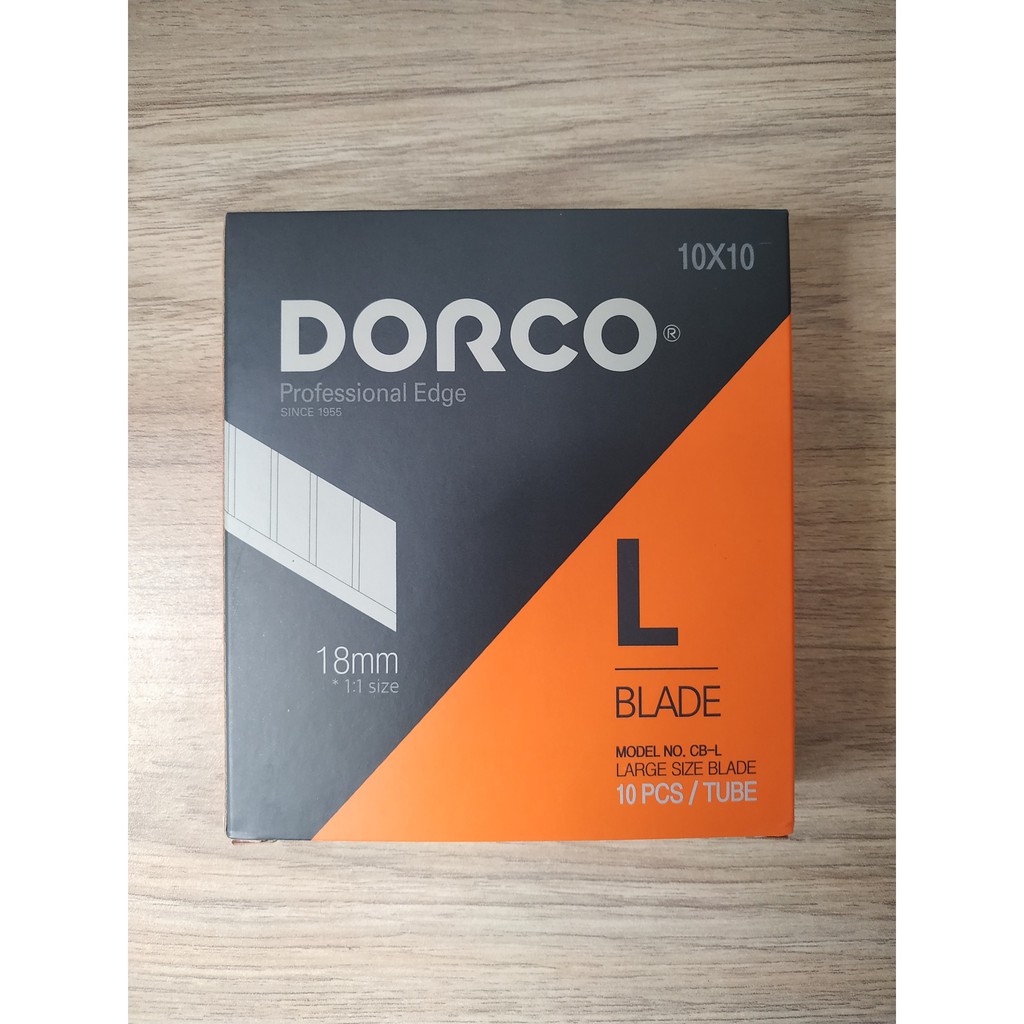 10X10
DORCO®
Professional Edge
SINCE 1955
18mm
* 1:1 size
L
BLADE
MODEL NO. CB-L
LARGE SIZE BLADE
10 PCS / TUBE